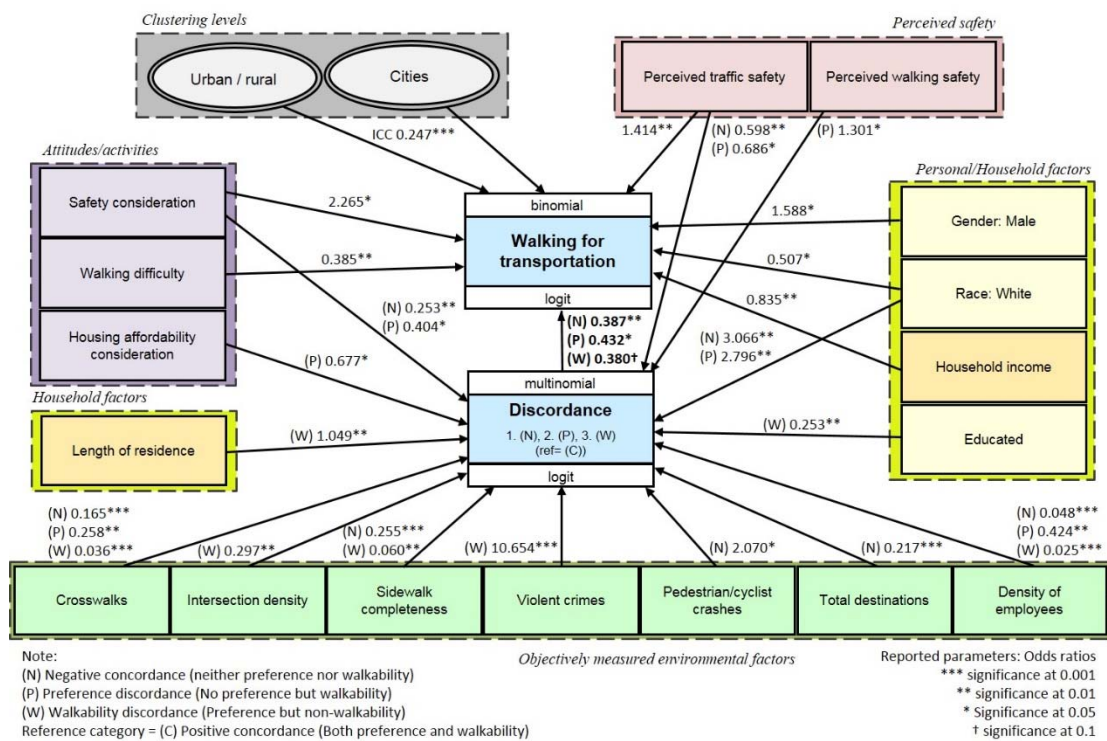 Clustering levels
Perceived safety
Urban / rural
Cities
Perceived traffic safety
Perceived walking safety
ICC 0.247***
1.414**
(N) 0.598**
(P) 0.686*
(P) 1.301*
Attitudes/activities
Personal/Household factors
Safety consideration
Walking difficulty
Housing affordability
consideration
2.265*
0.385**
(N) 0.253**
(P) 0.404*
(P) 0.677*
binomial
Walking for
transportation
logit
1.588*
0.507*
0.835**
Gender: Male
Race: White
Household income
Educated
(N) 0.387**
(P) 0.432*
(W) 0.380†
(N) 3.066**
(P) 2.796**
multinomial
Discordance
1. (N), 2. (P), 3. (W)
(ref= (C))
logit
(W) 0.253**
Household factors
Length of residence
(W) 1.049**
(N) 0.165***
(P) 0.258**
(W) 0.036***
(W) 0.297**
(N) 0.255***
(W) 0.060**
(W) 10.654***
(N) 2.070*
(N) 0.217***
(N) 0.048***
(P) 0.424**
(W) 0.025***
Crosswalks
Intersection density
Sidewalk
completeness
Violent crimes
Pedestrian/cyclist
crashes
Total destinations
Density of
employees
Objectively measured environmental factors
Note:
(N) Negative concordance (neither preference nor walkability)
(P) Preference discordance (No preference but walkability)
(W) Walkability discordance (Preference but non-walkability)
Reference category = (C) Positive concordance (Both preference and walkability)
Reported parameters: Odds ratios
*** significance at 0.001
** significance at 0.01
* Significance at 0.05
† significance at 0.1